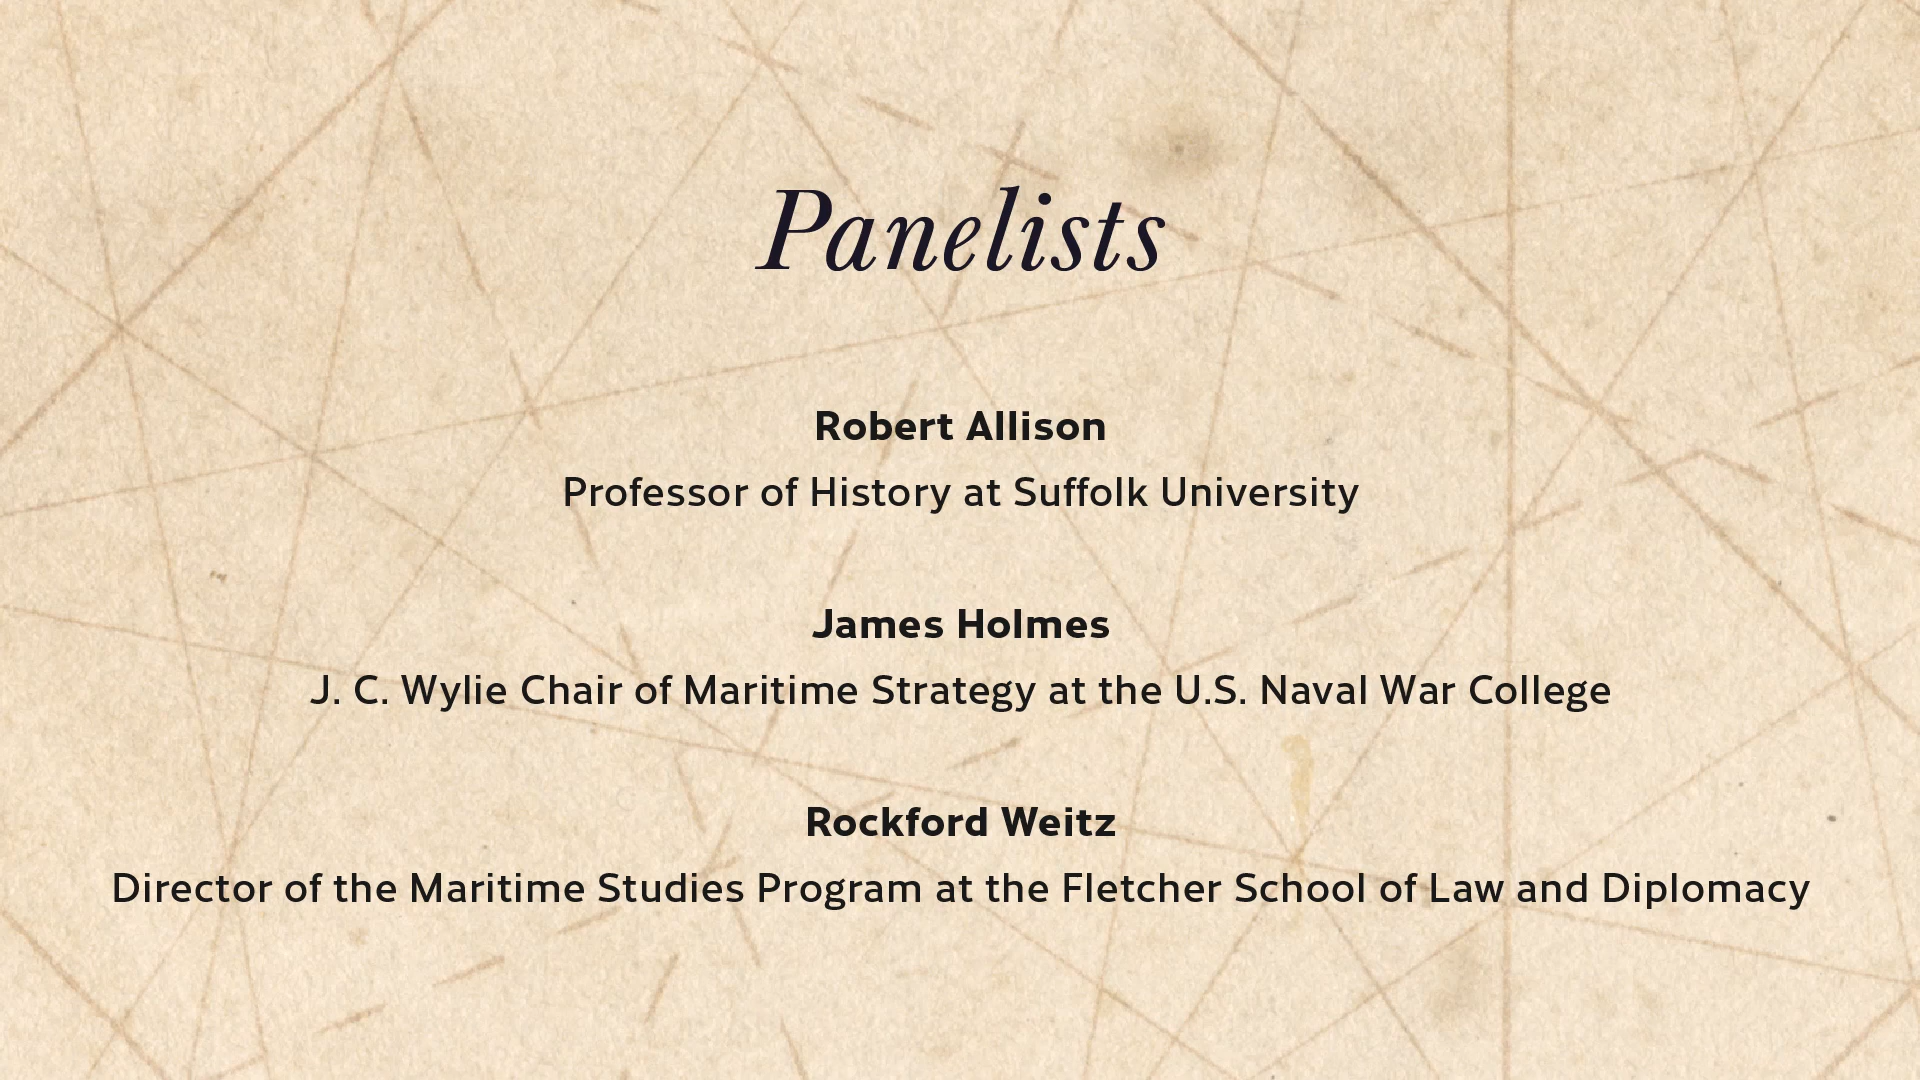 Panelists
Robert Allison
Professor of History at Suffolk University
James Holmes
J. C. Wylie Chair of Maritime Strategy at the U.S. Naval War College
Rockford Weitz
Director of the Maritime Studies Program at the Fletcher School of Law and Diplomacy